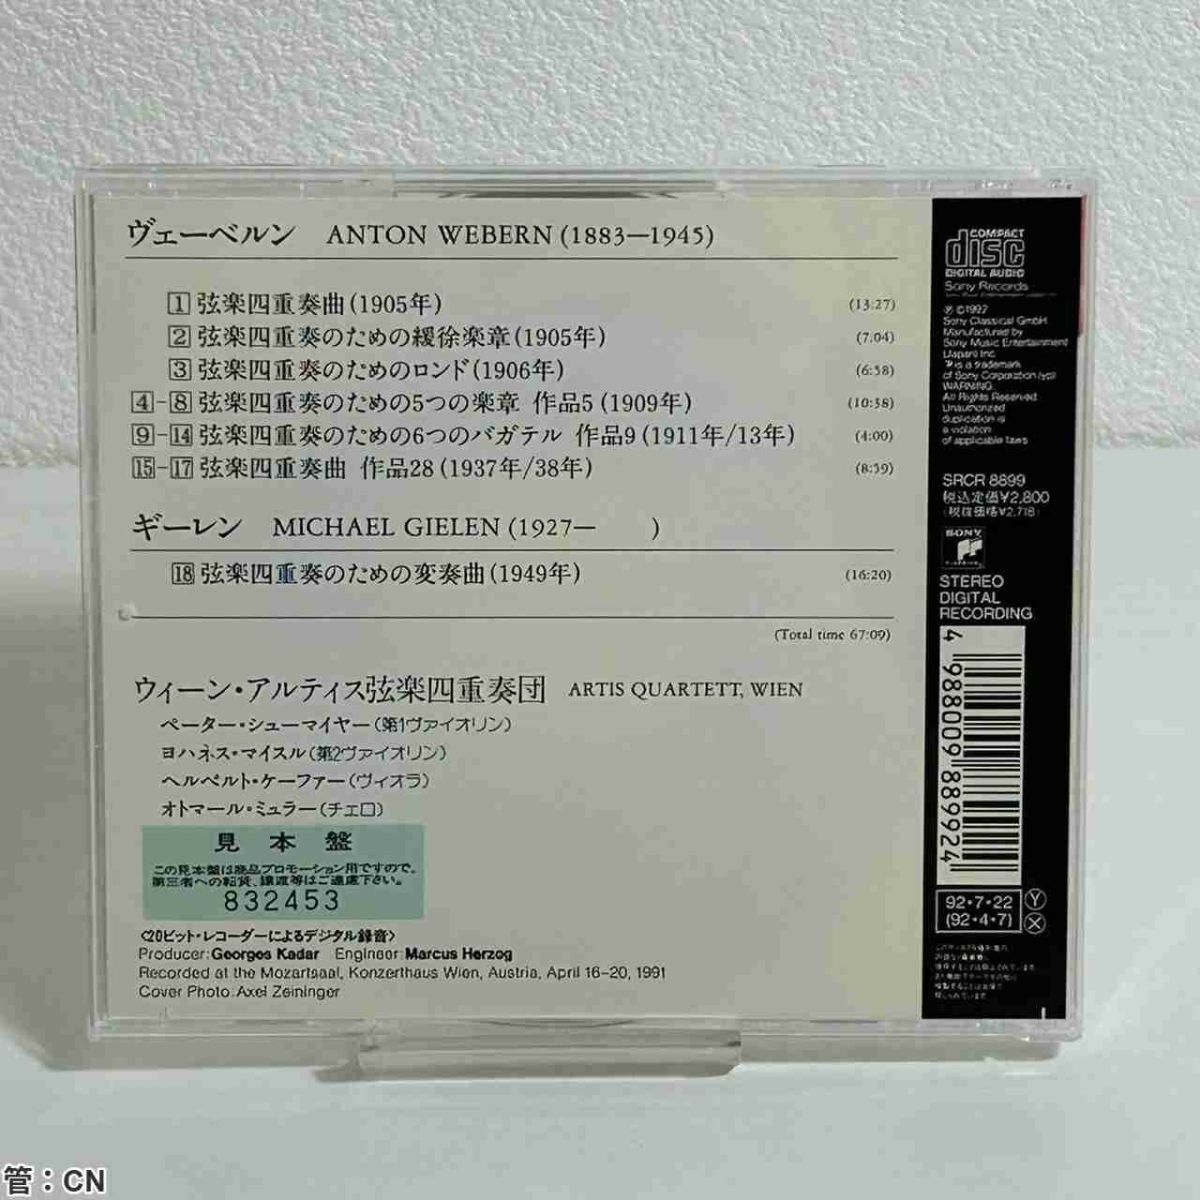 ヴェーベルン ANTON WEBERN (1883—1945)
1 弦楽四重奏曲 (1905年) (13:27)
2 弦楽四重奏のための緩徐楽章 (1905年) (7:04)
3 弦楽四重奏のためのロンド (1906年) (6:58)
4-8 弦楽四重奏のための5つの楽章 作品5 (1909年) (10:38)
9-14 弦楽四重奏のための6つのバガテル 作品9 (1911年/13年) (4:00)
15-17 弦楽四重奏曲 作品28 (1937年/38年) (8:39)
ギーレン MICHAEL GIELEN (1927— )
18 弦楽四重奏のための変奏曲 (1949年) (16:20)
(Total time 67:09)
ウィーン・アルティス弦楽四重奏団 ARTIS QUARTETT, WIEN
ペーター・シューマイヤー (第1ヴァイオリン)
ヨハネス・マイスル (第2ヴァイオリン)
ヘルベルト・ケーファー (ヴィオラ)
オトマール・ミュラー (チェロ)
見本盤
この見本盤は商品プロモーション用ですので、
第三者への転貸、譲渡等はご遠慮下さい。
832453
〈20ビット・レコーダーによるデジタル録音〉
Producer: Georges Kadar Engineer: Marcus Herzog
Recorded at the Mozartsaal, Konzerthaus Wien, Austria, April 16-20, 1991
Cover Photo: Axel Zeininger
COMPACT
disc
DIGITAL AUDIO
Sony Records
℗ © 1992
Sony Classical GmbH
Manufactured by
Sony Music Entertainment
(Japan) Inc.
is a trademark
of Sony Corporation
WARNING:
All Rights Reserved.
Unauthorized
duplication is
a violation
of applicable laws
SRCR 8899
税込定価¥2,800
(税抜価格¥2,718)
SONY
STEREO
DIGITAL
RECORDING
4 988009 889924
92・7・22 Y
(92・4・7) X
管：CN